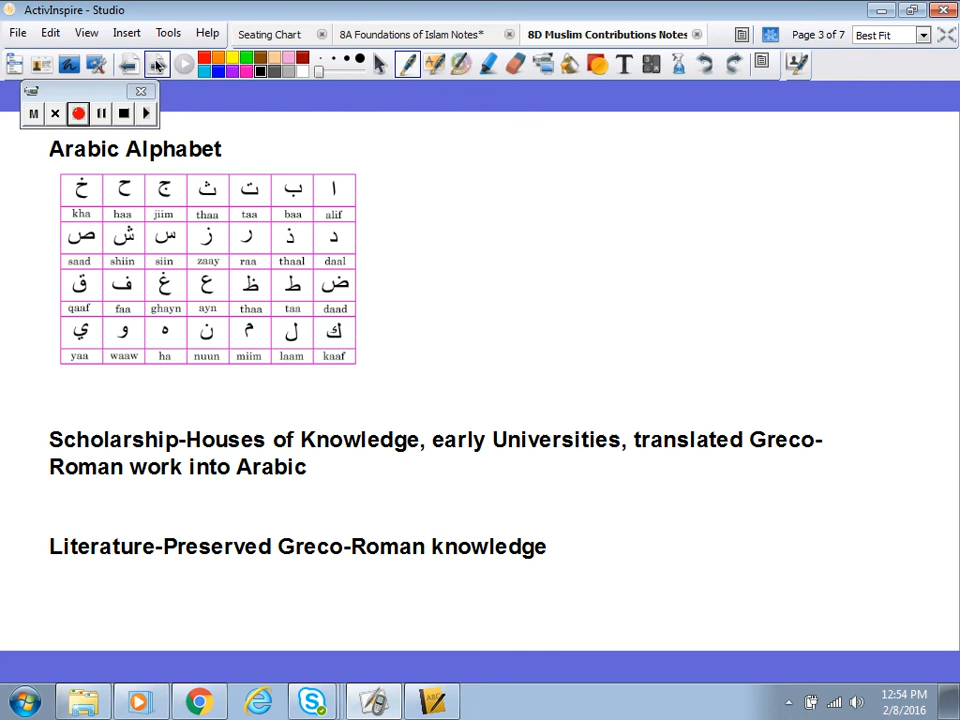 ActivInspire - Studio
File Edit View Insert Tools Help Seating Chart 8A Foundations of Islam Notes* 8D Muslim Contributions Notes Page 3 of 7 Best Fit
M
Arabic Alphabet
خ ح ج ث ت ب ا
kha haa jiim thaa taa baa alif
ص ش س ز ر ذ د
saad shiin siin zaay raa thaal daal
ق ف غ ع ظ ط ض
qaaf faa ghayn ayn thaa taa daad
ي و ه ن م ل ك
yaa waaw ha nuun miim laam kaaf
Scholarship-Houses of Knowledge, early Universities, translated Greco-
Roman work into Arabic
Literature-Preserved Greco-Roman knowledge
12:54 PM
2/8/2016